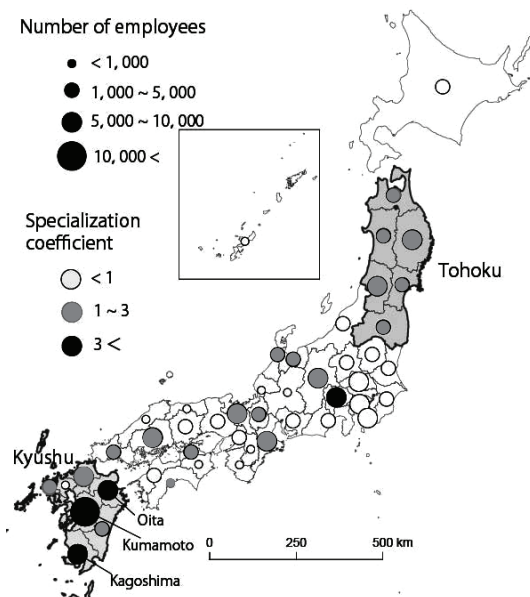 Number of employees
< 1, 000
1, 000 ~ 5, 000
5, 000 ~ 10, 000
10, 000 <
Specialization
coefficient
< 1
1 ~ 3
3 <
Tohoku
Kyushu
Oita
Kumamoto
Kagoshima
0 250 500 km